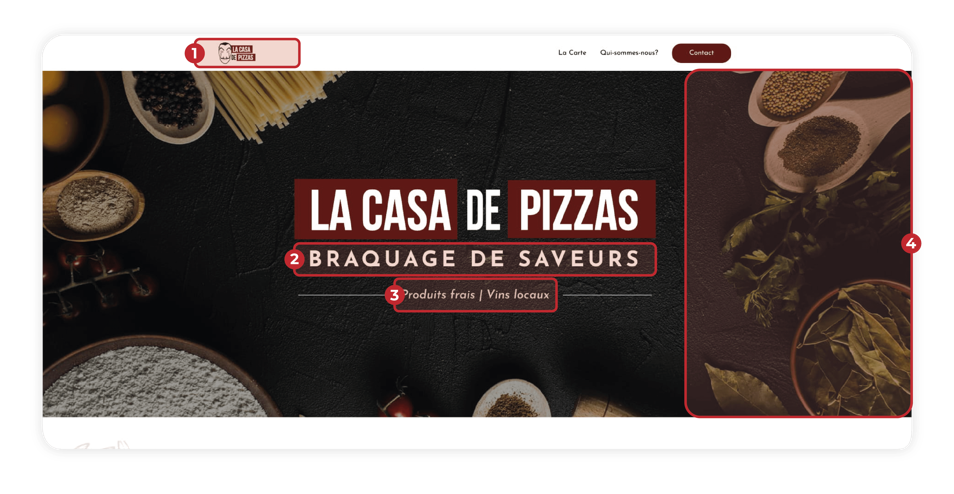 1
LA CASA
DE PIZZAS
La Carte
Qui-sommes-nous?
Contact
LA CASA DE PIZZAS
2 BRAQUAGE DE SAVEURS
3 Produits frais | Vins locaux
4